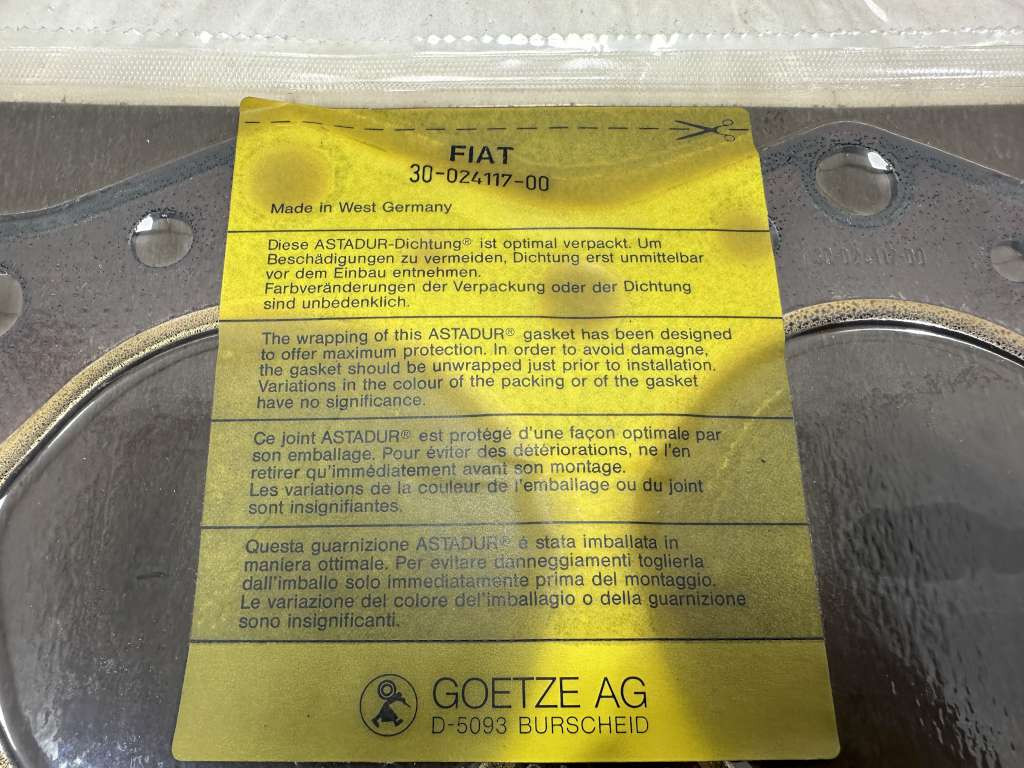 FIAT
30-024117-00
Made in West Germany
Diese ASTADUR-Dichtung® ist optimal verpackt. Um
Beschädigungen zu vermeiden, Dichtung erst unmittelbar
vor dem Einbau entnehmen.
Farbveränderungen der Verpackung oder der Dichtung
sind unbedenklich.
The wrapping of this ASTADUR® gasket has been designed
to offer maximum protection. In order to avoid damagne,
the gasket should be unwrapped just prior to installation.
Variations in the colour of the packing or of the gasket
have no significance.
Ce joint ASTADUR® est protégé d'une façon optimale par
son emballage. Pour éviter des détériorations, ne l'en
retirer qu'immédiatement avant son montage.
Les variations de la couleur de l'emballage ou du joint
sont insignifiantes.
Questa guarnizione ASTADUR® é stata imballata in
maniera ottimale. Per evitare danneggiamenti toglierla
dall'imballo solo immediatamente prima del montaggio.
Le variazione del colore del'imballagio o della guarnizione
sono insignificanti.
GOETZE AG
D-5093 BURSCHEID